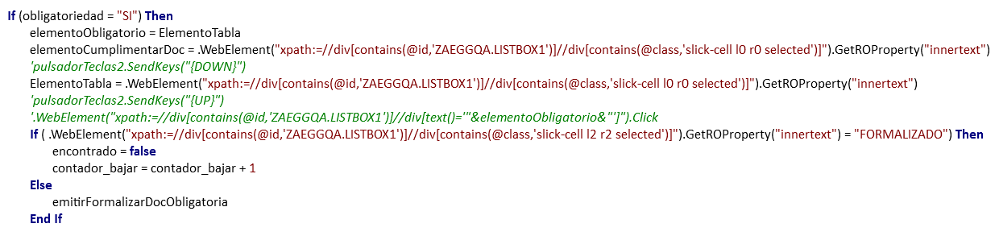 If (obligatoriedad = "SI") Then
elementoObligatorio = ElementoTabla
elementoCumplimentarDoc = .WebElement("xpath:=//div[contains(@id,'ZAEGGQA.LISTBOX1')]//div[contains(@class,'slick-cell l0 r0 selected')]").GetROProperty("innertext")
'pulsadorTeclas2.SendKeys("{DOWN}")
ElementoTabla = .WebElement("xpath:=//div[contains(@id,'ZAEGGQA.LISTBOX1')]//div[contains(@class,'slick-cell l0 r0 selected')]").GetROProperty("innertext")
'pulsadorTeclas2.SendKeys("{UP}")
'.WebElement("xpath:=//div[contains(@id,'ZAEGGQA.LISTBOX1')]//div[text()='"&elementoObligatorio&"']").Click
If ( .WebElement("xpath:=//div[contains(@id,'ZAEGGQA.LISTBOX1')]//div[contains(@class,'slick-cell l2 r2 selected')]").GetROProperty("innertext") = "FORMALIZADO") Then
encontrado = false
contador_bajar = contador_bajar + 1
Else
emitirFormalizarDocObligatoria
End If